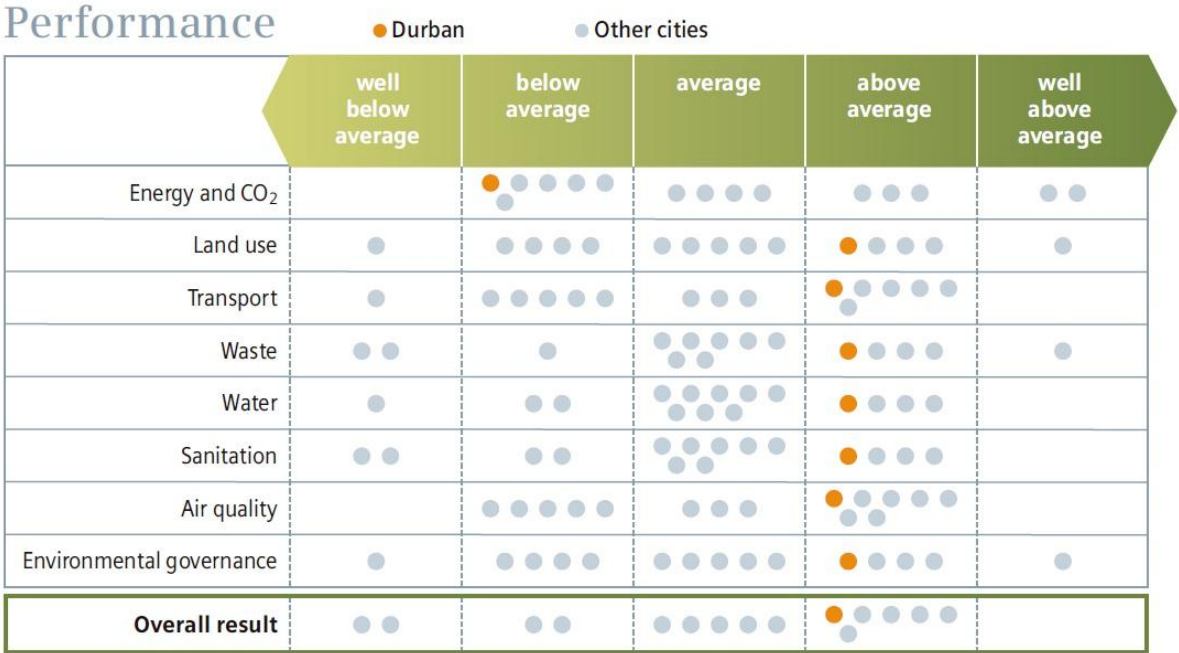 Performance
Durban
Other cities
well
below
average
below
average
average
above
average
well
above
average
Energy and CO2
Land use
Transport
Waste
Water
Sanitation
Air quality
Environmental governance
Overall result